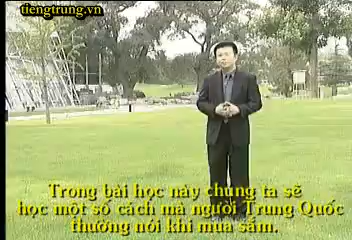 tiengtrung.vn
Trong bài học này chúng ta sẽ
học một số cách mà người Trung Quốc
thường nói khi mua sắm.